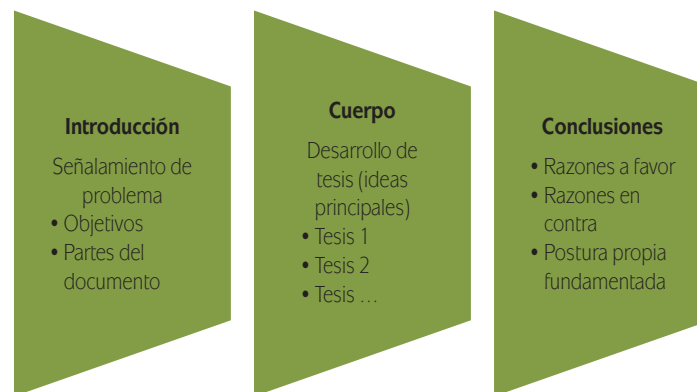 Introducción
Señalamiento de
problema
• Objetivos
• Partes del
documento
Cuerpo
Desarrollo de
tesis (ideas
principales)
• Tesis 1
• Tesis 2
• Tesis ...
Conclusiones
• Razones a favor
• Razones en
contra
• Postura propia
fundamentada